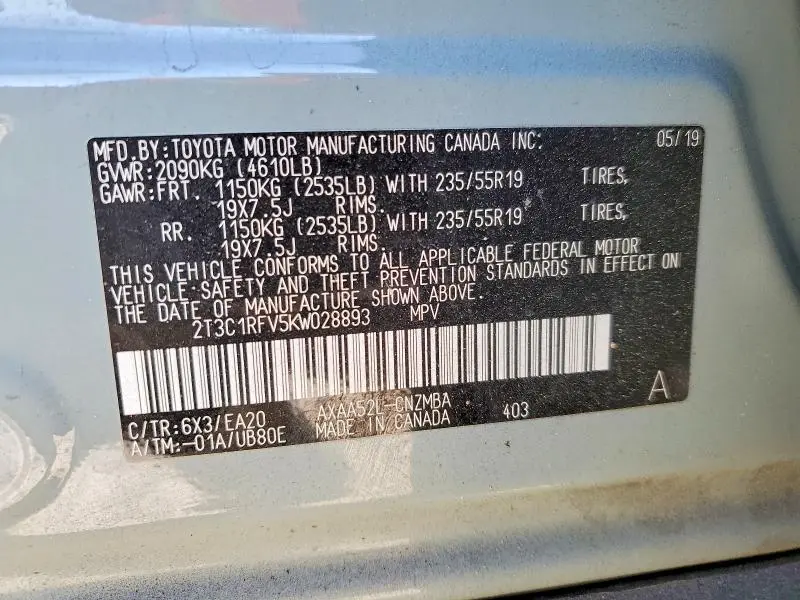 MFD.BY:TOYOTA MOTOR MANUFACTURING CANADA INC: 05/19
GVWR:2090KG (4610LB)
GAWR:FRT. 1150KG (2535LB) WITH 235/55R19 TIRES,
19X7.5J RIMS.
RR. 1150KG (2535LB) WITH 235/55R19 TIRES,
19X7.5J RIMS.
THIS VEHICLE CONFORMS TO ALL APPLICABLE FEDERAL MOTOR
VEHICLE SAFETY AND THEFT PREVENTION STANDARDS IN EFFECT ON
THE DATE OF MANUFACTURE SHOWN ABOVE.
2T3C1RFV5KW028893 MPV
A
C/TR:6X3/EA20 AXAA52L-CNZMBA 403
A/TM:-01A/UB80E MADE IN CANADA